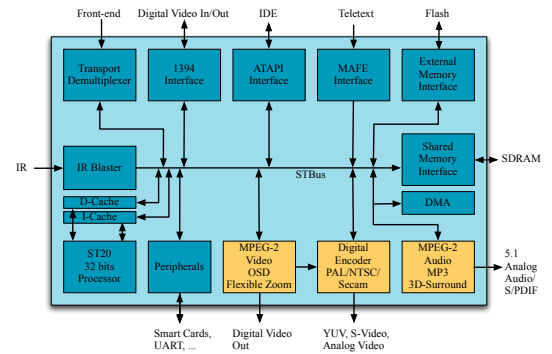 Front-end
Digital Video In/Out
IDE
Teletext
Flash
Transport
Demultiplexer
1394
Interface
ATAPI
Interface
MAFE
Interface
External
Memory
Interface
IR
IR Blaster
STBus
Shared
Memory
Interface
SDRAM
D-Cache
I-Cache
DMA
ST20
32 bits
Processor
Peripherals
MPEG-2
Video
OSD
Flexible Zoom
Digital
Encoder
PAL/NTSC/
Secam
MPEG-2
Audio
MP3
3D-Surround
5.1
Analog
Audio/
S/PDIF
Smart Cards,
UART, ...
Digital Video
Out
YUV, S-Video,
Analog Video